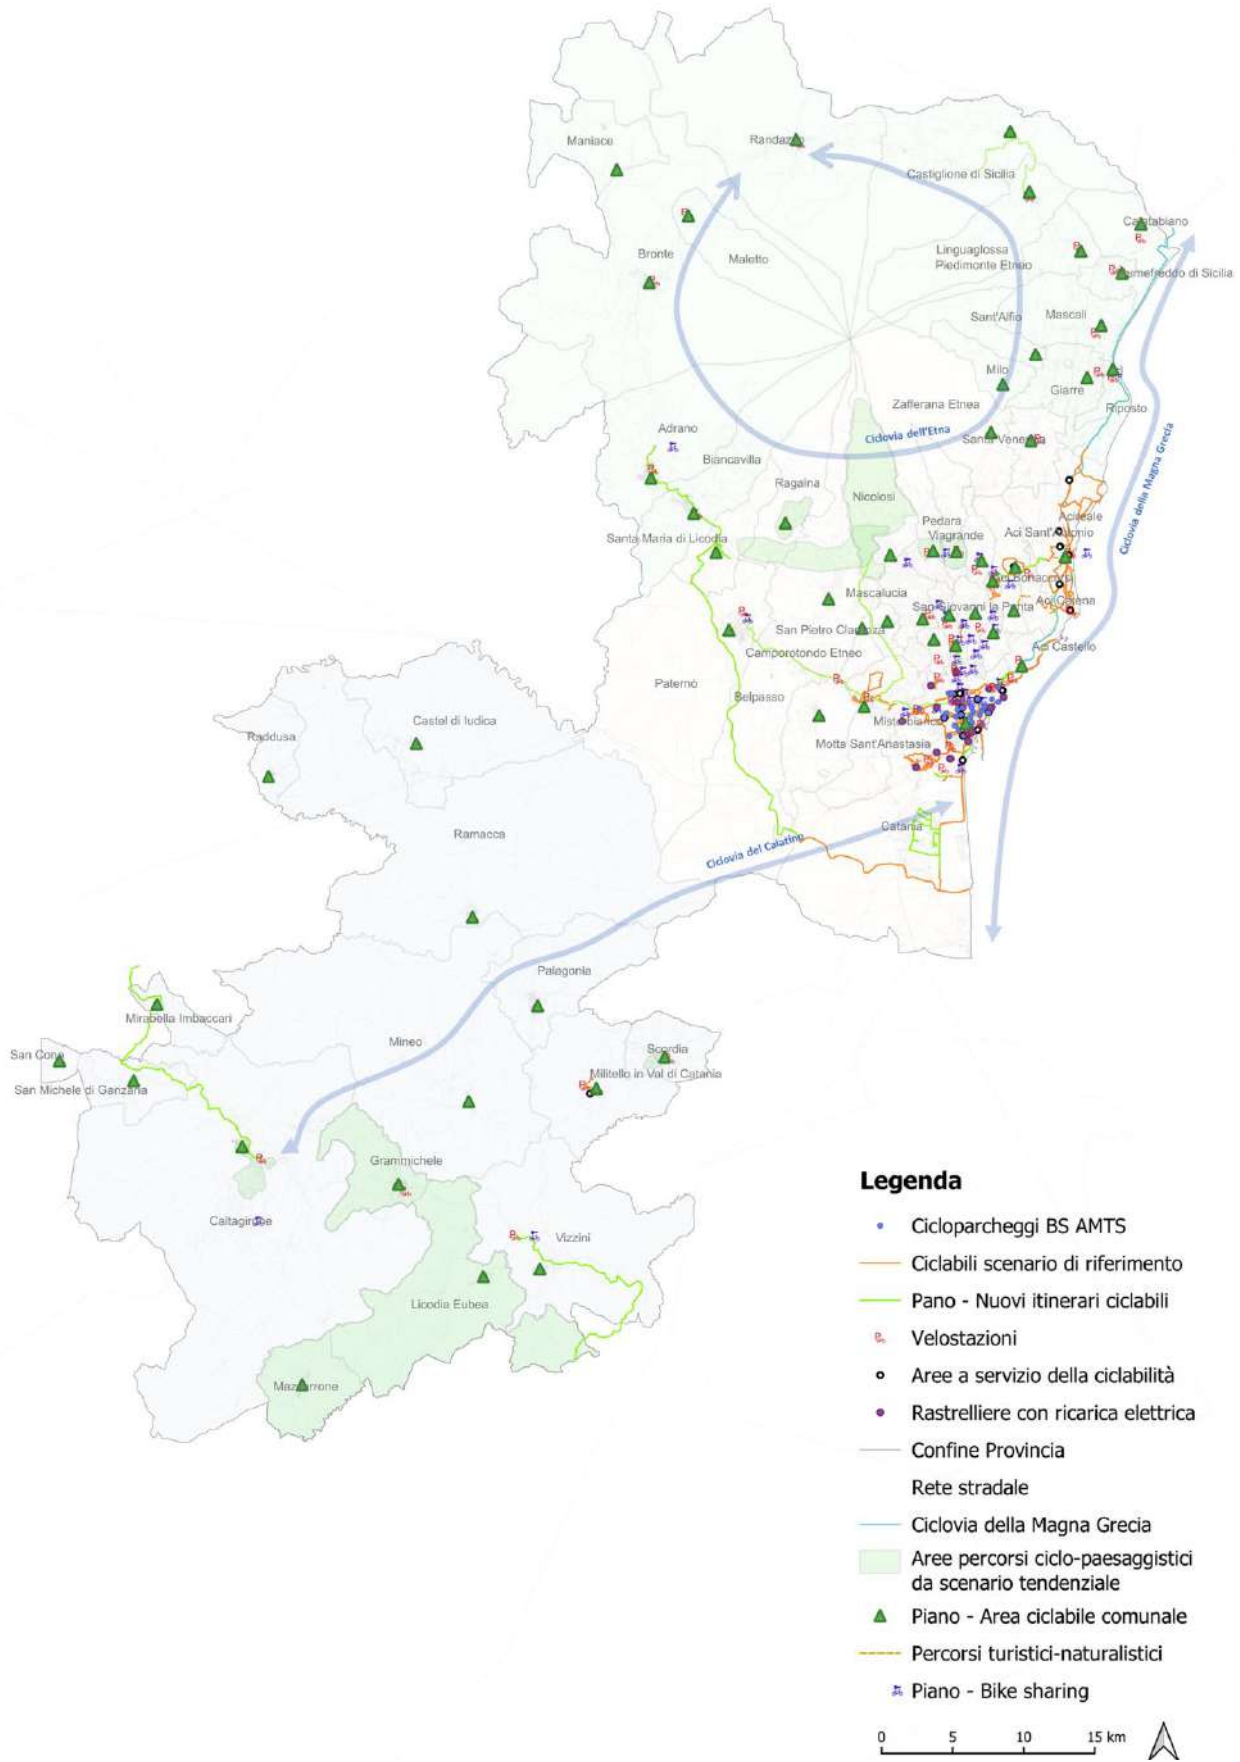 Maniace
Randazzo
Castiglione di Sicilia
Calatabiano
Linguaglossa
Piedimonte Etneo
Bronte
Maletto
Sant'Alfio
Mascali
Milo
Giarre
Riposto
Zafferana Etnea
Ciclovia dell'Etna
Adrano
Biancavilla
Ragalna
Nicolosi
Ciclovia della Magna Grecia
Acireale
Pedara
Aci Sant'Antonio
Viagrande
Santa Maria di Licodia
Mascalucia
Aci Catena
San Giovanni la Punta
San Pietro Clarenza
Camporotondo Etneo
Aci Castello
Paternò
Belpasso
Misterbianco
Motta Sant'Anastasia
Castel di Iudica
Raddusa
Ramacca
Catania
Ciclovia del Calatino
Palagonia
Mirabella Imbaccari
Mineo
San Cono
Scordia
Militello in Val di Catania
San Michele di Ganzaria
Grammichele
Caltagirone
Vizzini
Licodia Eubea
Mazzarrone
Legenda
Cicloparcheggi BS AMTS
Ciclabili scenario di riferimento
Pano - Nuovi itinerari ciclabili
Velostazioni
Aree a servizio della ciclabilità
Rastrelliere con ricarica elettrica
Confine Provincia
Rete stradale
Ciclovia della Magna Grecia
Aree percorsi ciclo-paesaggistici
da scenario tendenziale
Piano - Area ciclabile comunale
Percorsi turistici-naturalistici
Piano - Bike sharing
0 5 10 15 km